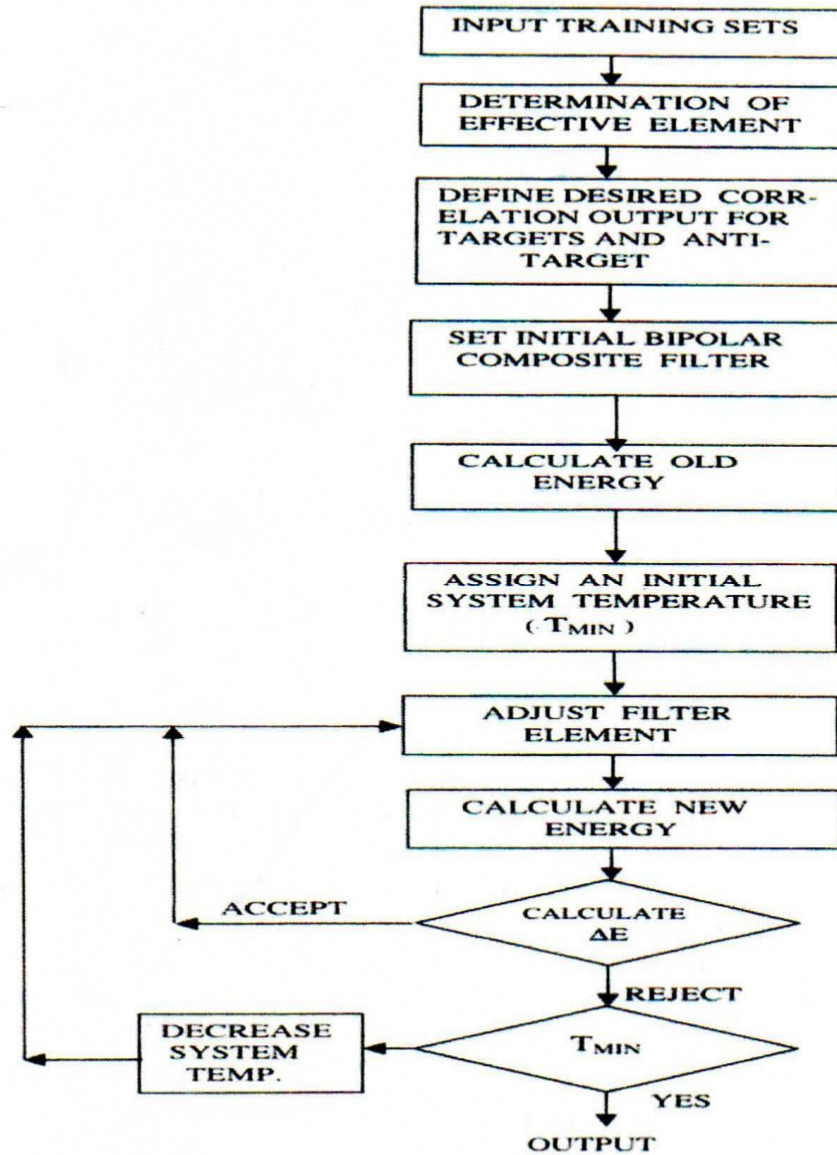 INPUT TRAINING SETS
DETERMINATION OF
EFFECTIVE ELEMENT
DEFINE DESIRED CORR-
ELATION OUTPUT FOR
TARGETS AND ANTI-
TARGET
SET INITIAL BIPOLAR
COMPOSITE FILTER
CALCULATE OLD
ENERGY
ASSIGN AN INITIAL
SYSTEM TEMPERATURE
(TMIN)
ADJUST FILTER
ELEMENT
CALCULATE NEW
ENERGY
ACCEPT
CALCULATE
ΔE
REJECT
DECREASE
SYSTEM
TEMP.
TMIN
YES
OUTPUT